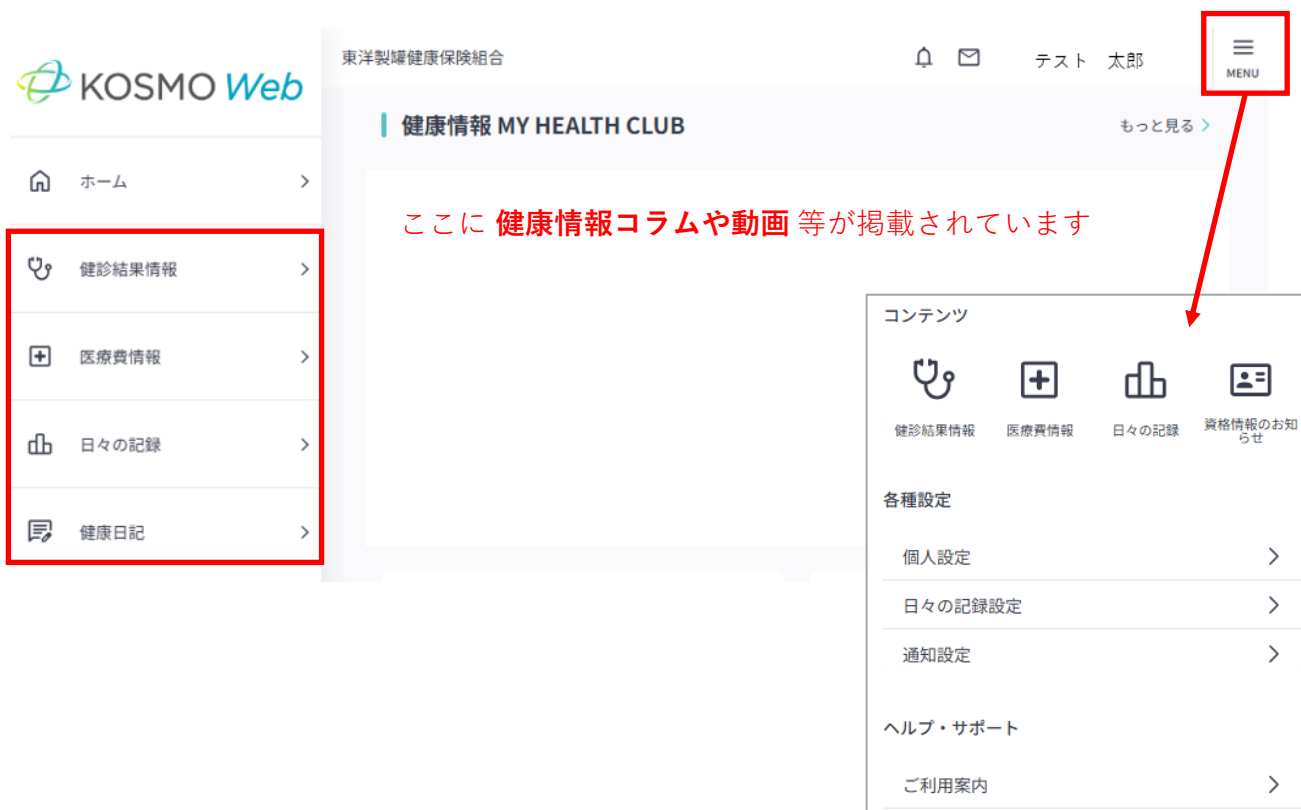 KOSMO Web
東洋製罐健康保険組合
テスト 太郎
MENU
健康情報 MY HEALTH CLUB
もっと見る
ホーム
健診結果情報
医療費情報
日々の記録
健康日記
ここに 健康情報コラムや動画 等が掲載されています
コンテンツ
健診結果情報
医療費情報
日々の記録
資格情報のお知
らせ
各種設定
個人設定
日々の記録設定
通知設定
ヘルプ・サポート
ご利用案内